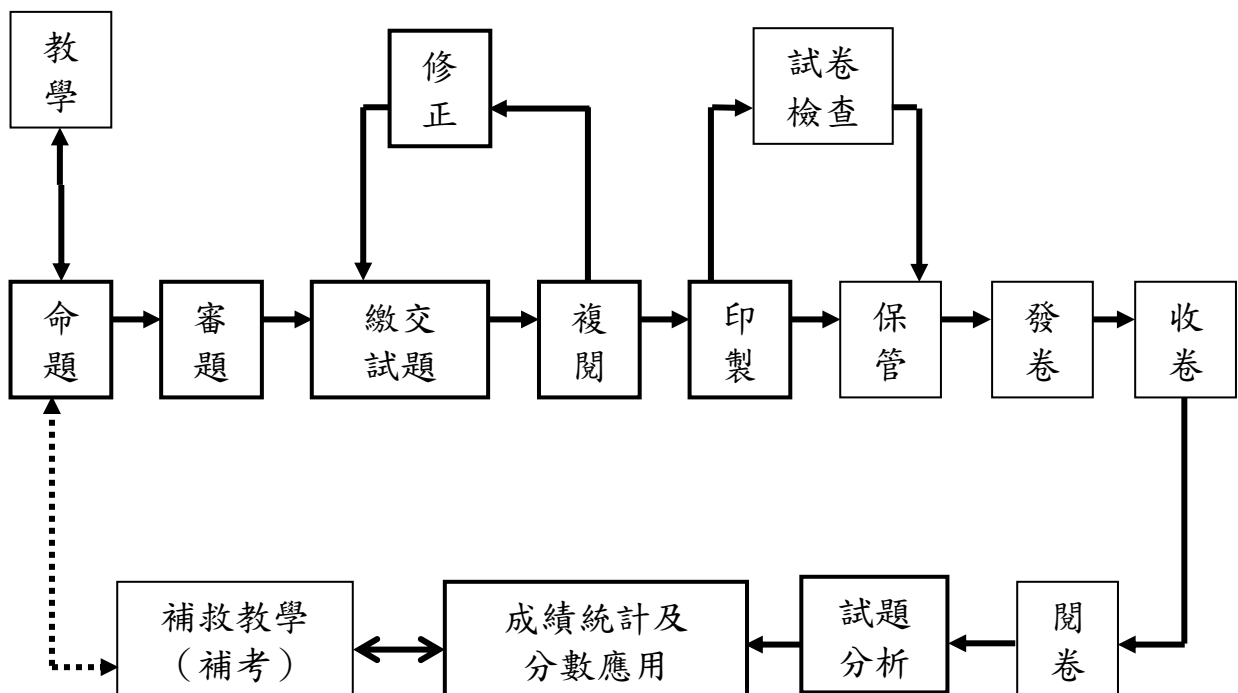 教
學
修
正
試卷
檢查
命
題
審
題
繳交
試題
複
閱
印
製
保
管
發
卷
收
卷
補救教學
（補考）
成績統計及
分數應用
試題
分析
閱
卷